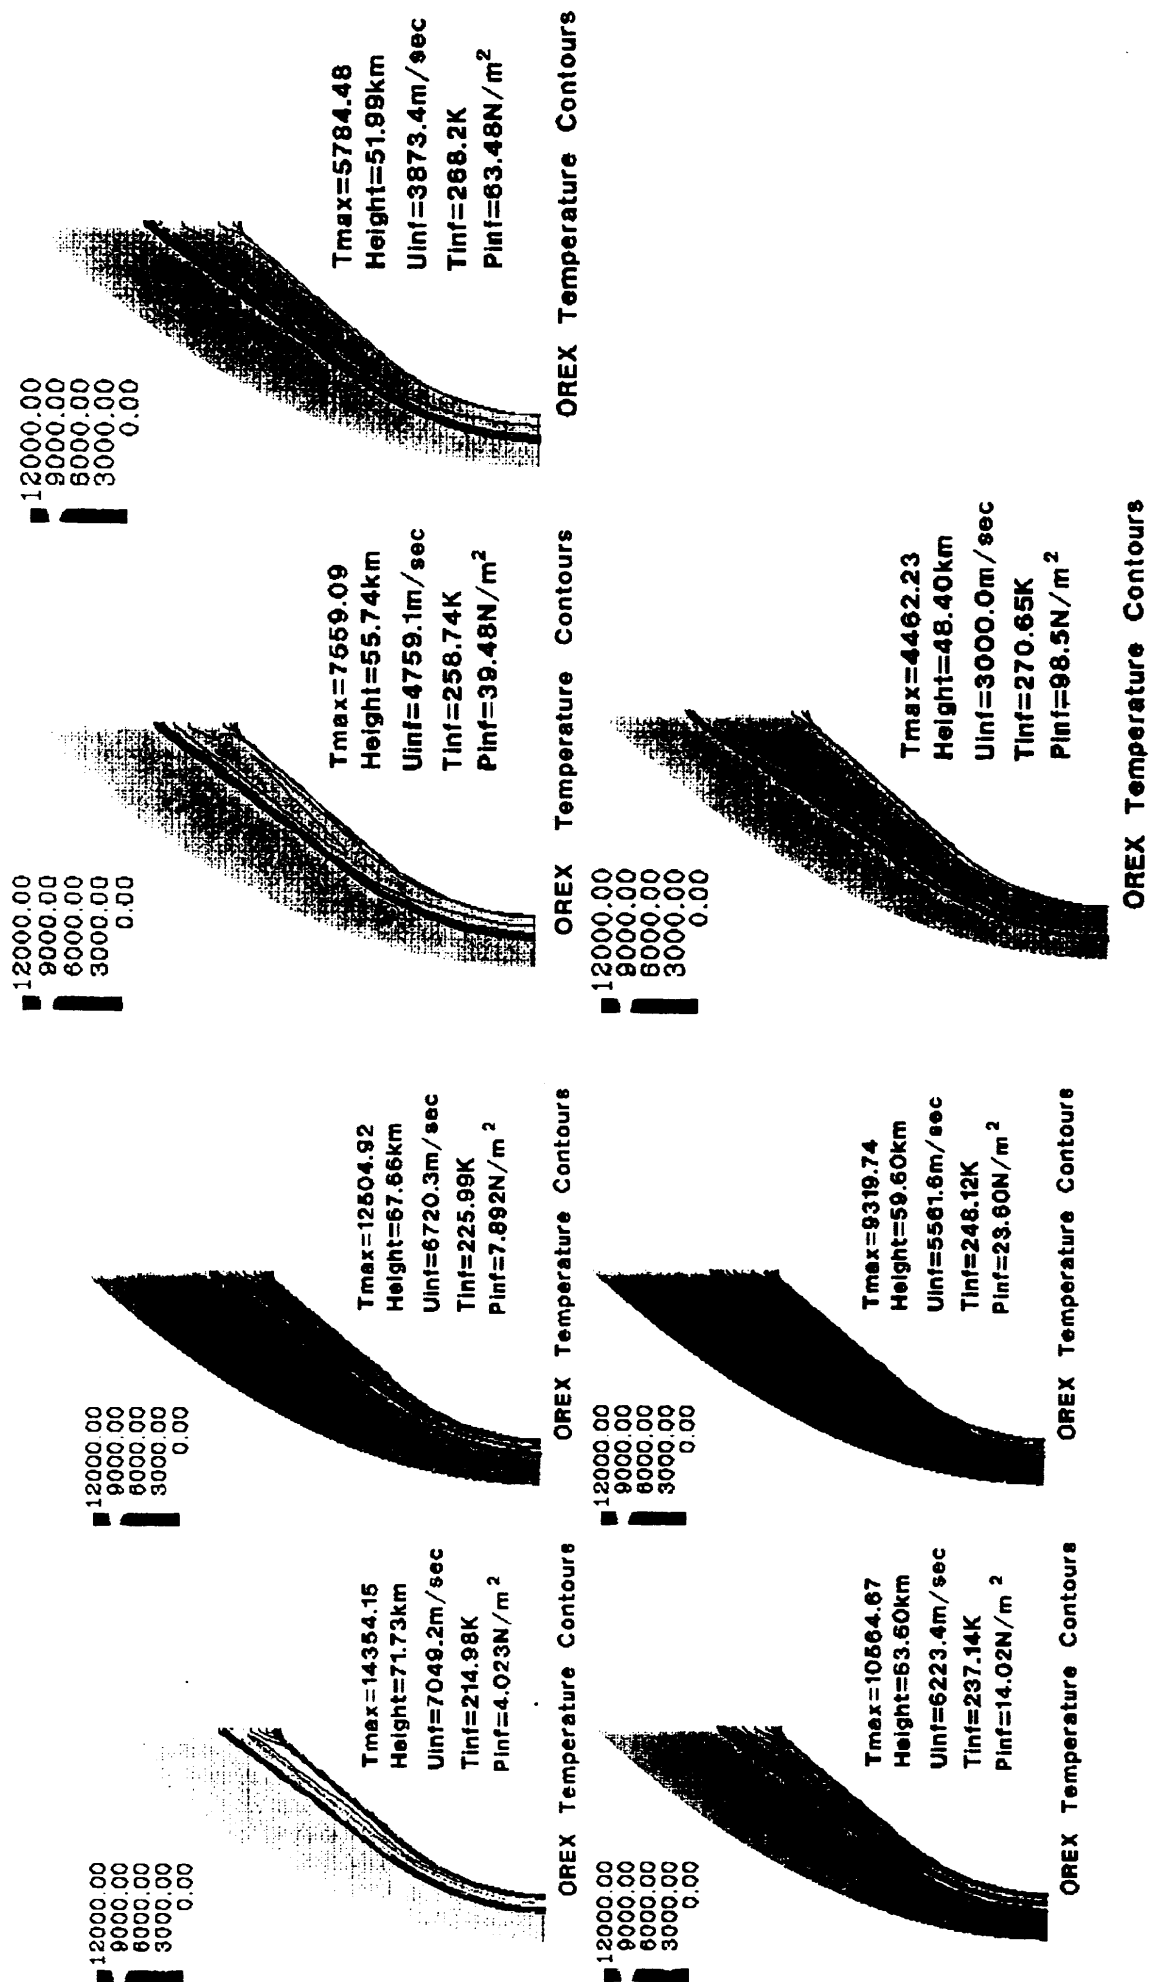 12000.00
9000.00
6000.00
3000.00
0.00
Tmax=14354.15
Height=71.73km
Uinf=7049.2m/sec
Tinf=214.98K
Pinf=4.023N/m²
OREX Temperature Contours
12000.00
9000.00
6000.00
3000.00
0.00
Tmax=12504.92
Height=67.66km
Uinf=6720.3m/sec
Tinf=225.99K
Pinf=7.892N/m²
OREX Temperature Contours
12000.00
9000.00
6000.00
3000.00
0.00
Tmax=7559.09
Height=55.74km
Uinf=4759.1m/sec
Tinf=258.74K
Pinf=39.48N/m²
OREX Temperature Contours
12000.00
9000.00
6000.00
3000.00
0.00
Tmax=5784.48
Height=51.99km
Uinf=3873.4m/sec
Tinf=268.2K
Pinf=63.48N/m²
OREX Temperature Contours
12000.00
9000.00
6000.00
3000.00
0.00
Tmax=10564.67
Height=63.60km
Uinf=6223.4m/sec
Tinf=237.14K
Pinf=14.02N/m²
OREX Temperature Contours
12000.00
9000.00
6000.00
3000.00
0.00
Tmax=9319.74
Height=59.60km
Uinf=5561.6m/sec
Tinf=248.12K
Pinf=23.60N/m²
OREX Temperature Contours
12000.00
9000.00
6000.00
3000.00
0.00
Tmax=4462.23
Height=48.40km
Uinf=3000.0m/sec
Tinf=270.65K
Pinf=98.5N/m²
OREX Temperature Contours